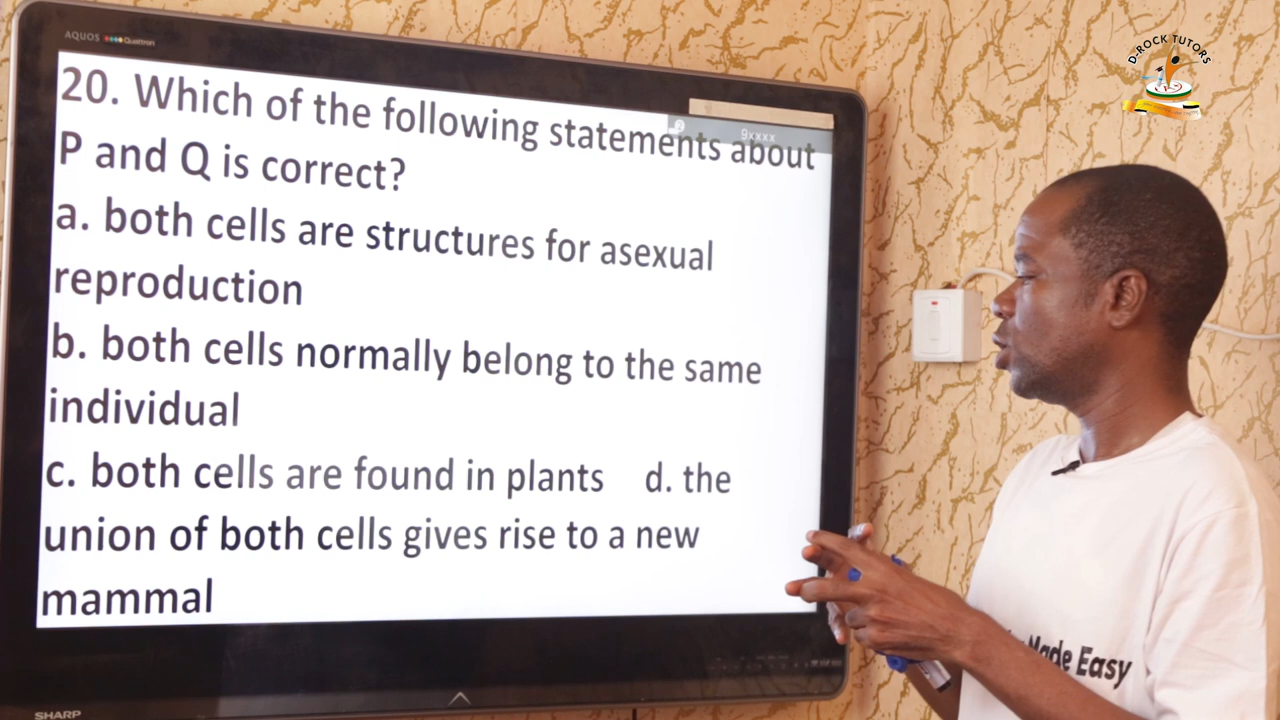 AQUOS Quattron
D-ROCK TUTORS
20. Which of the following statements about
9xxxx
P and Q is correct?
a. both cells are structures for asexual
reproduction
b. both cells normally belong to the same
individual
c. both cells are found in plants d. the
union of both cells gives rise to a new
mammal
Made Easy
SHARP